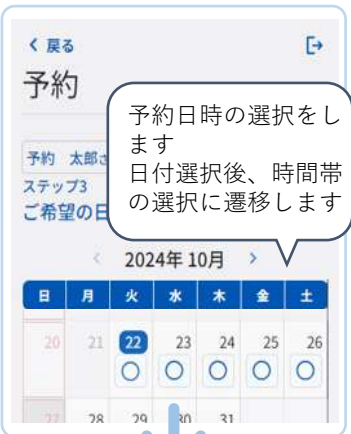 戻る
予約
予約日時の選択をし
ます
日付選択後、時間帯
の選択に遷移します
予約 太郎さ
ステップ3
ご希望の日
2024年 10月
日 月 火 水 木 金 土
20 21 22 23 24 25 26
27 28 29 30 31